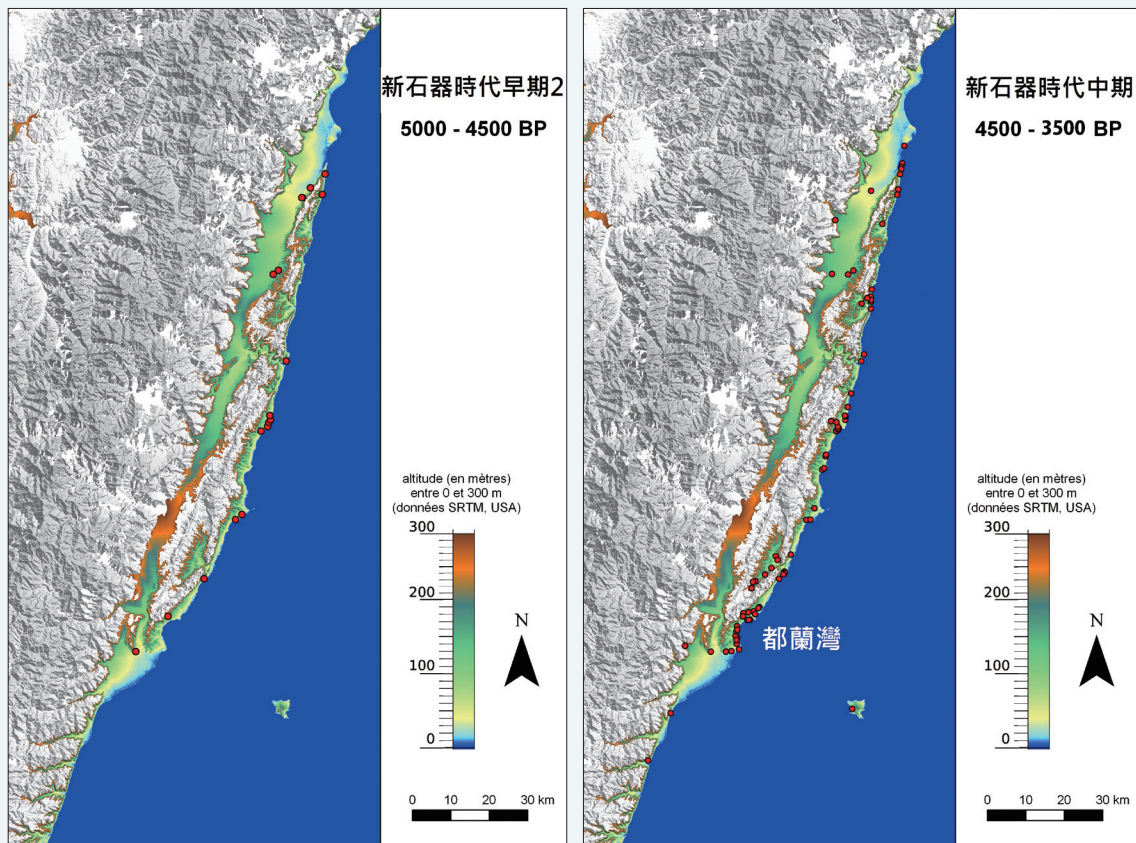 新石器時代早期2
5000 - 4500 BP
altitude (en mètres)
entre 0 et 300 m
(données SRTM, USA)
300
200
100
0
N
0 10 20 30 km
新石器時代中期
4500 - 3500 BP
都蘭灣
altitude (en mètres)
entre 0 et 300 m
(données SRTM, USA)
300
200
100
0
N
0 10 20 30 km